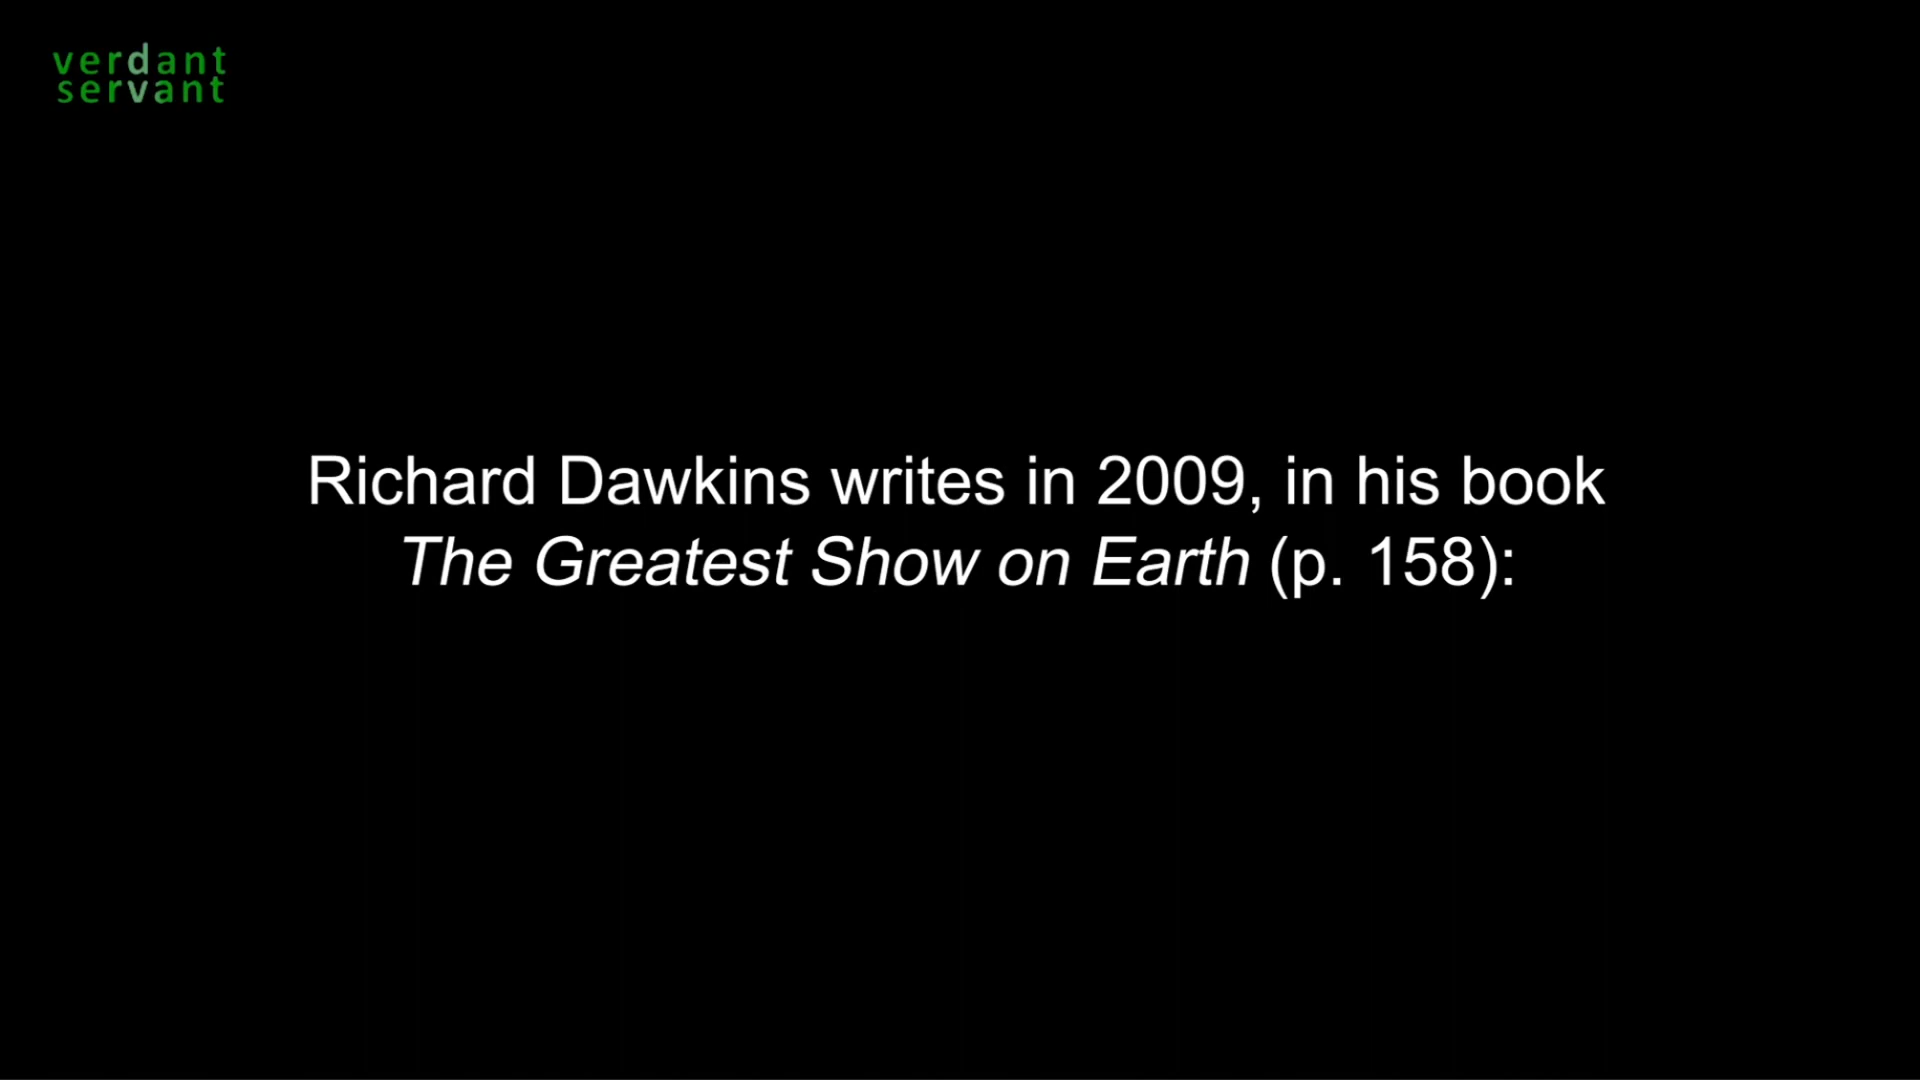 verdant
servant
Richard Dawkins writes in 2009, in his book
The Greatest Show on Earth (p. 158):